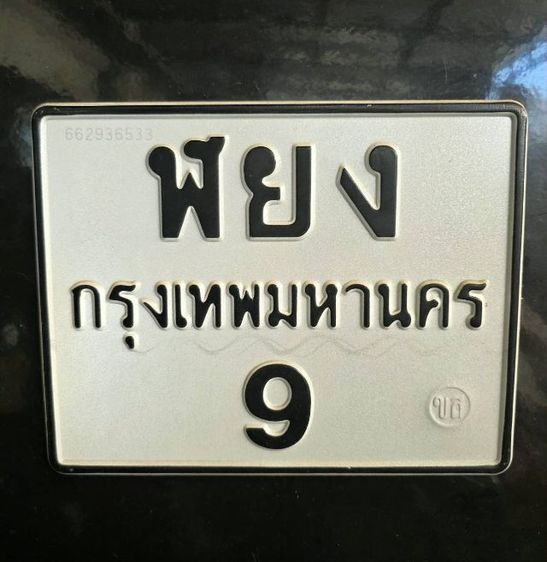 662936533
ฬยง
กรุงเทพมหานคร
9
ขส